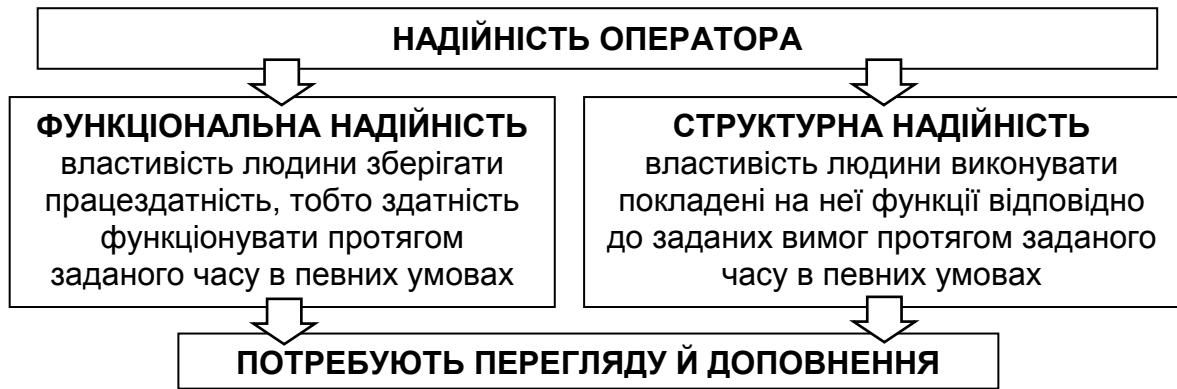 НАДІЙНІСТЬ ОПЕРАТОРА
ФУНКЦІОНАЛЬНА НАДІЙНІСТЬ
властивість людини зберігати
працездатність, тобто здатність
функціонувати протягом
заданого часу в певних умовах
СТРУКТУРНА НАДІЙНІСТЬ
властивість людини виконувати
покладені на неї функції відповідно
до заданих вимог протягом заданого
часу в певних умовах
ПОТРЕБУЮТЬ ПЕРЕГЛЯДУ Й ДОПОВНЕННЯ